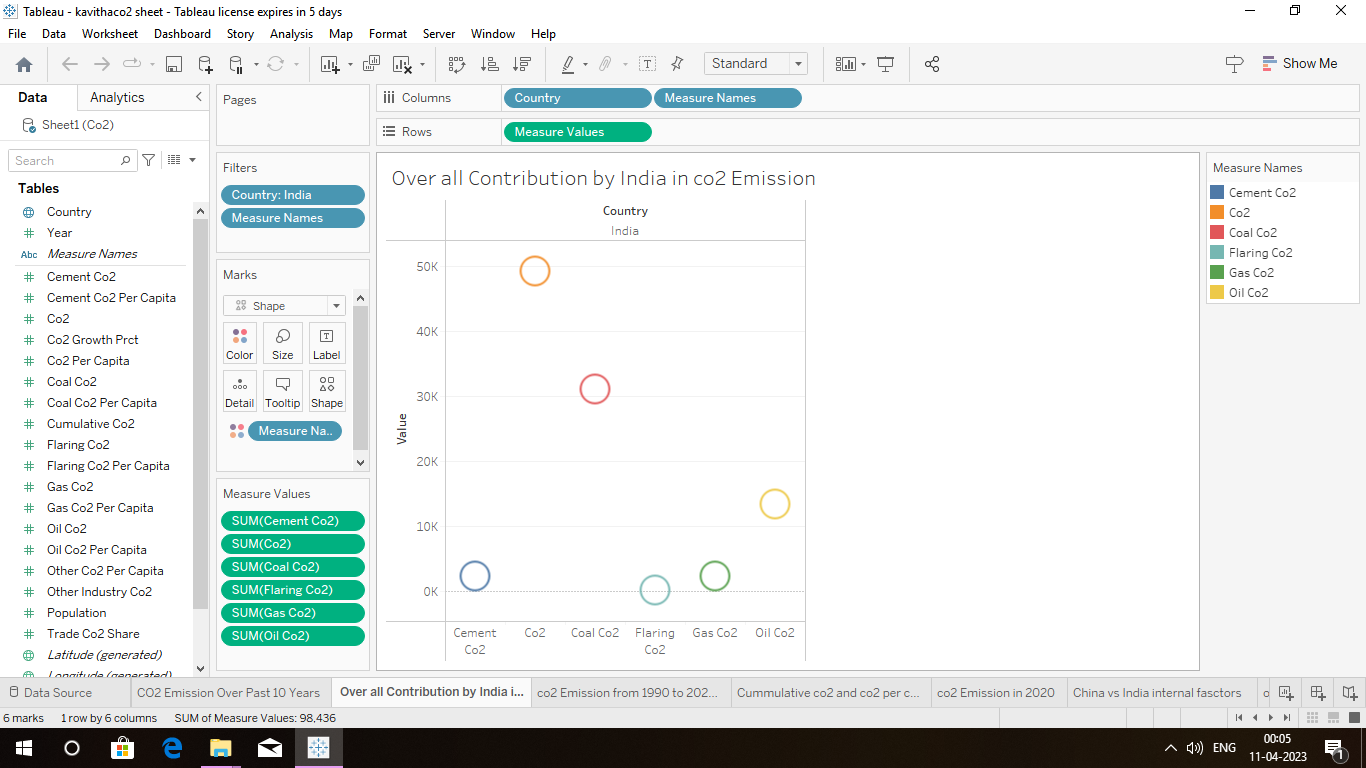 Tableau - kavithaco2 sheet - Tableau license expires in 5 days
File Data Worksheet Dashboard Story Analysis Map Format Server Window Help
Standard
Show Me
Data Analytics
Sheet1 (Co2)
Search
Tables
Country
Year
Abc Measure Names
Cement Co2
Cement Co2 Per Capita
Co2
Co2 Growth Prct
Co2 Per Capita
Coal Co2
Coal Co2 Per Capita
Cumulative Co2
Flaring Co2
Flaring Co2 Per Capita
Gas Co2
Gas Co2 Per Capita
Oil Co2
Oil Co2 Per Capita
Other Co2 Per Capita
Other Industry Co2
Population
Trade Co2 Share
Latitude (generated)
Longitude (generated)
Pages
Filters
Country: India
Measure Names
Marks
Shape
Color Size Label
Detail Tooltip Shape
Measure Na..
Measure Values
SUM(Cement Co2)
SUM(Co2)
SUM(Coal Co2)
SUM(Flaring Co2)
SUM(Gas Co2)
SUM(Oil Co2)
Columns Country Measure Names
Rows Measure Values
Over all Contribution by India in co2 Emission
Country
India
50K
40K
30K
20K
10K
0K
Value
Cement Co2
Co2
Coal Co2
Flaring Co2
Gas Co2
Oil Co2
Measure Names
Cement Co2
Co2
Coal Co2
Flaring Co2
Gas Co2
Oil Co2
Data Source CO2 Emission Over Past 10 Years Over all Contribution by India i... co2 Emission from 1990 to 202... Cummulative co2 and co2 per c... co2 Emission in 2020 China vs India internal fasctors o
6 marks 1 row by 6 columns SUM of Measure Values: 98,436
ENG
00:05
11-04-2023
1